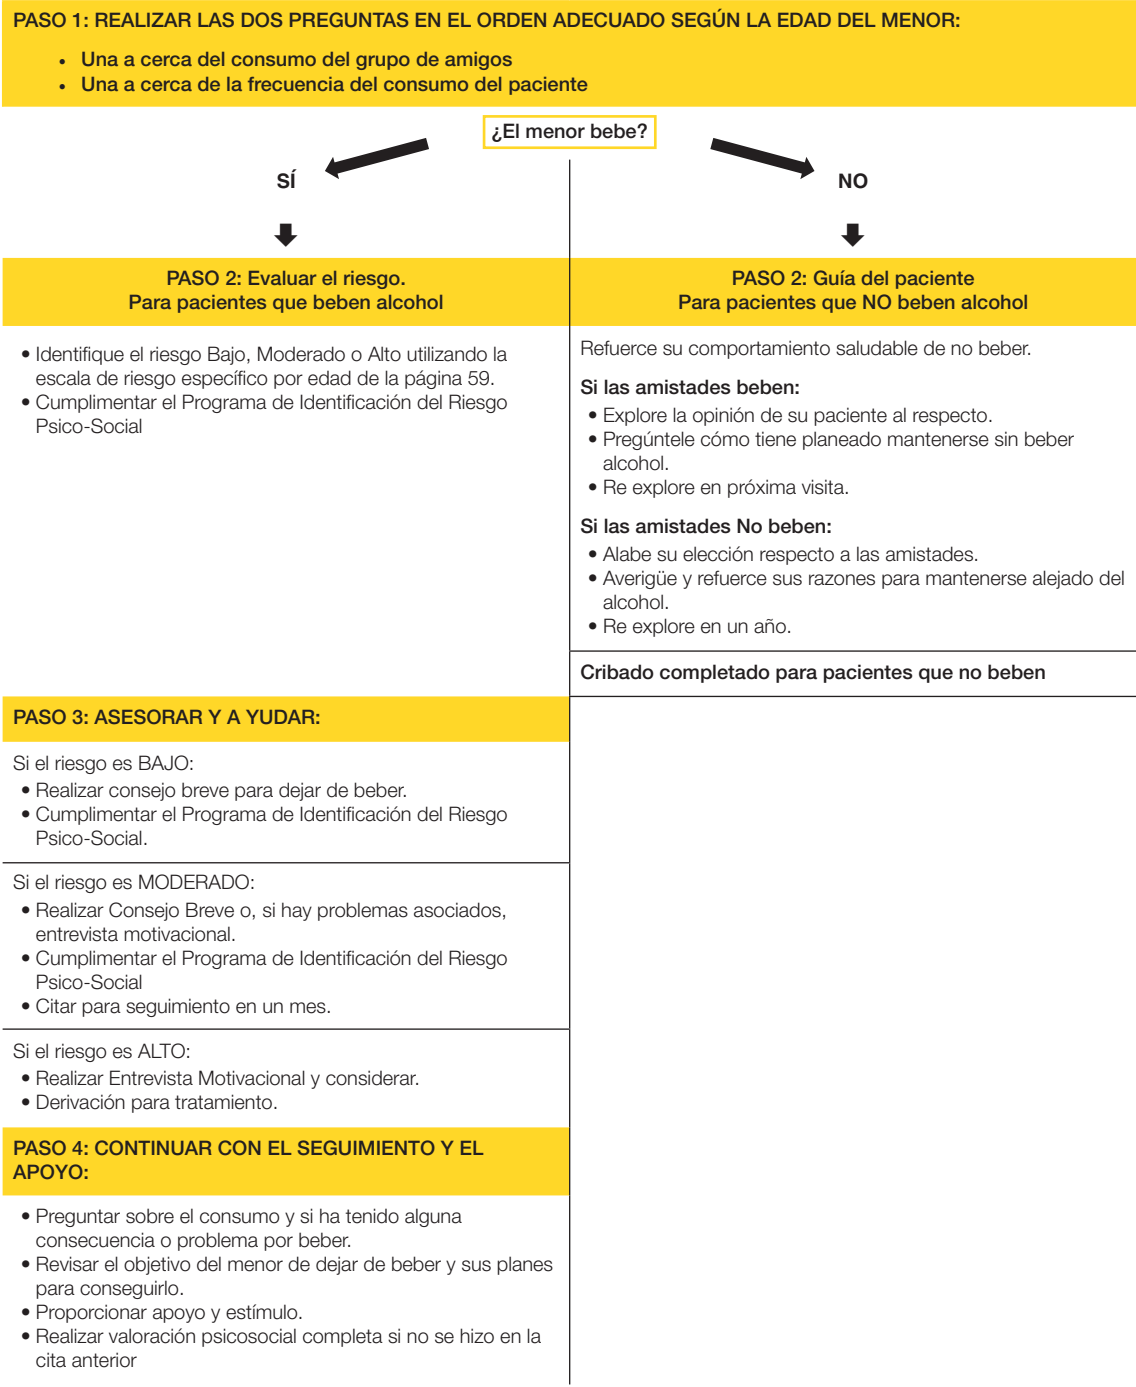 PASO 1: REALIZAR LAS DOS PREGUNTAS EN EL ORDEN ADECUADO SEGÚN LA EDAD DEL MENOR:
• Una a cerca del consumo del grupo de amigos
• Una a cerca de la frecuencia del consumo del paciente
¿El menor bebe?
SÍ
NO
PASO 2: Evaluar el riesgo.
Para pacientes que beben alcohol
• Identifique el riesgo Bajo, Moderado o Alto utilizando la
escala de riesgo específico por edad de la página 59.
• Cumplimentar el Programa de Identificación del Riesgo
Psico-Social
PASO 2: Guía del paciente
Para pacientes que NO beben alcohol
Refuerce su comportamiento saludable de no beber.
Si las amistades beben:
• Explore la opinión de su paciente al respecto.
• Pregúntele cómo tiene planeado mantenerse sin beber
alcohol.
• Re explore en próxima visita.
Si las amistades No beben:
• Alabe su elección respecto a las amistades.
• Averigüe y refuerce sus razones para mantenerse alejado del
alcohol.
• Re explore en un año.
Cribado completado para pacientes que no beben
PASO 3: ASESORAR Y A YUDAR:
Si el riesgo es BAJO:
• Realizar consejo breve para dejar de beber.
• Cumplimentar el Programa de Identificación del Riesgo
Psico-Social.
Si el riesgo es MODERADO:
• Realizar Consejo Breve o, si hay problemas asociados,
entrevista motivacional.
• Cumplimentar el Programa de Identificación del Riesgo
Psico-Social
• Citar para seguimiento en un mes.
Si el riesgo es ALTO:
• Realizar Entrevista Motivacional y considerar.
• Derivación para tratamiento.
PASO 4: CONTINUAR CON EL SEGUIMIENTO Y EL
APOYO:
• Preguntar sobre el consumo y si ha tenido alguna
consecuencia o problema por beber.
• Revisar el objetivo del menor de dejar de beber y sus planes
para conseguirlo.
• Proporcionar apoyo y estímulo.
• Realizar valoración psicosocial completa si no se hizo en la
cita anterior